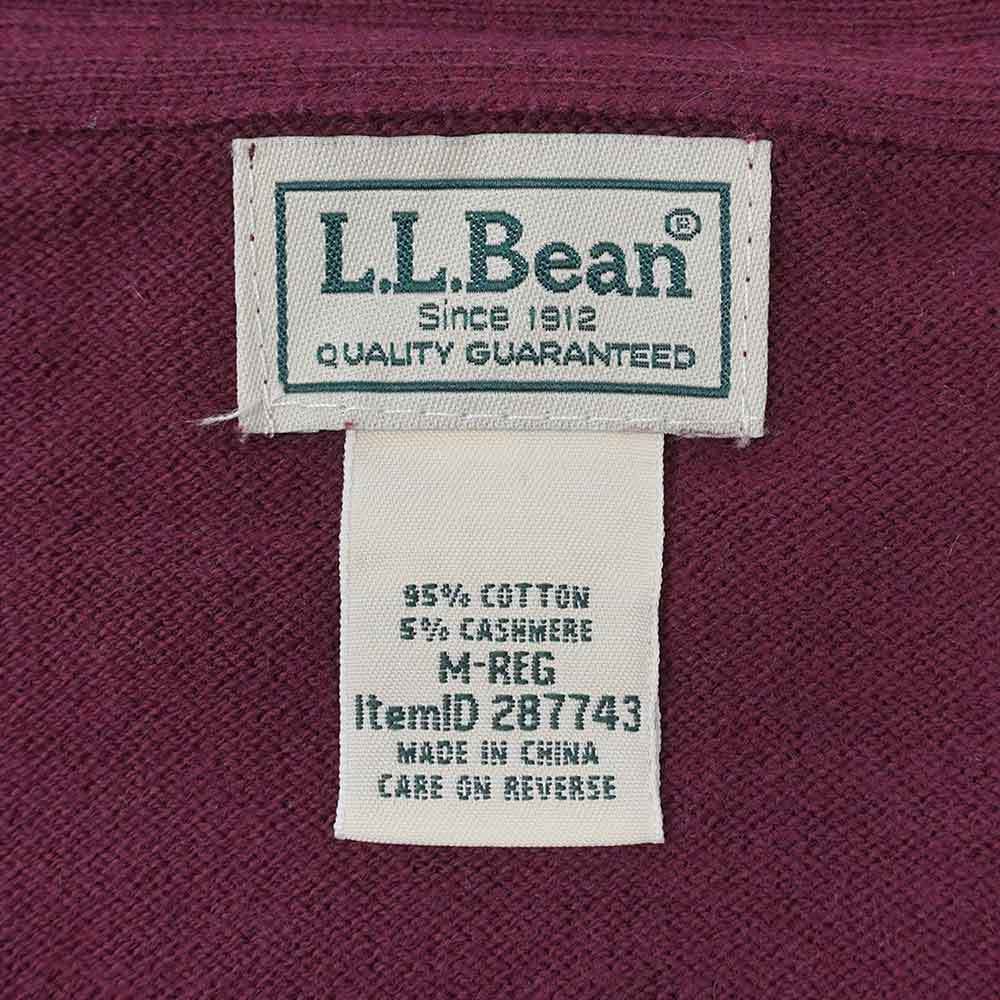 L.L.Bean®
Since 1912
QUALITY GUARANTEED
95% COTTON
5% CASHMERE
M-REG
ItemID 287743
MADE IN CHINA
CARE ON REVERSE